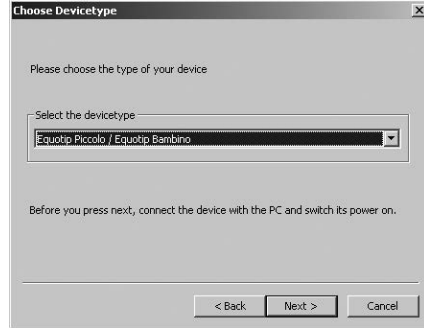 Choose Devicetype
Please choose the type of your device
Select the devicetype
Equotip Piccolo / Equotip Bambino
Before you press next, connect the device with the PC and switch its power on.
< Back
Next >
Cancel